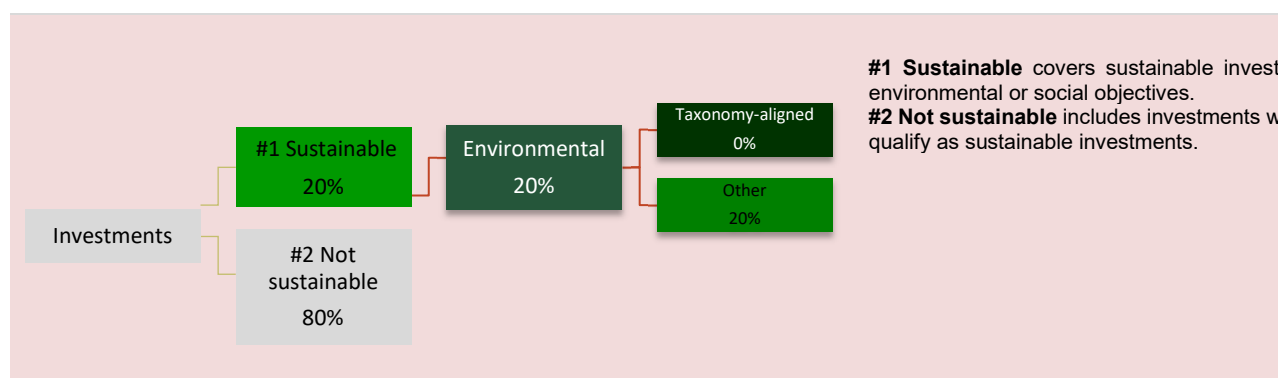 #1 Sustainable covers sustainable
environmental or social objectives.
#2 Not sustainable includes investments
qualify as sustainable investments.
Taxonomy-aligned
0%
#1 Sustainable
20%
Environmental
20%
Other
20%
Investments
#2 Not
sustainable
80%